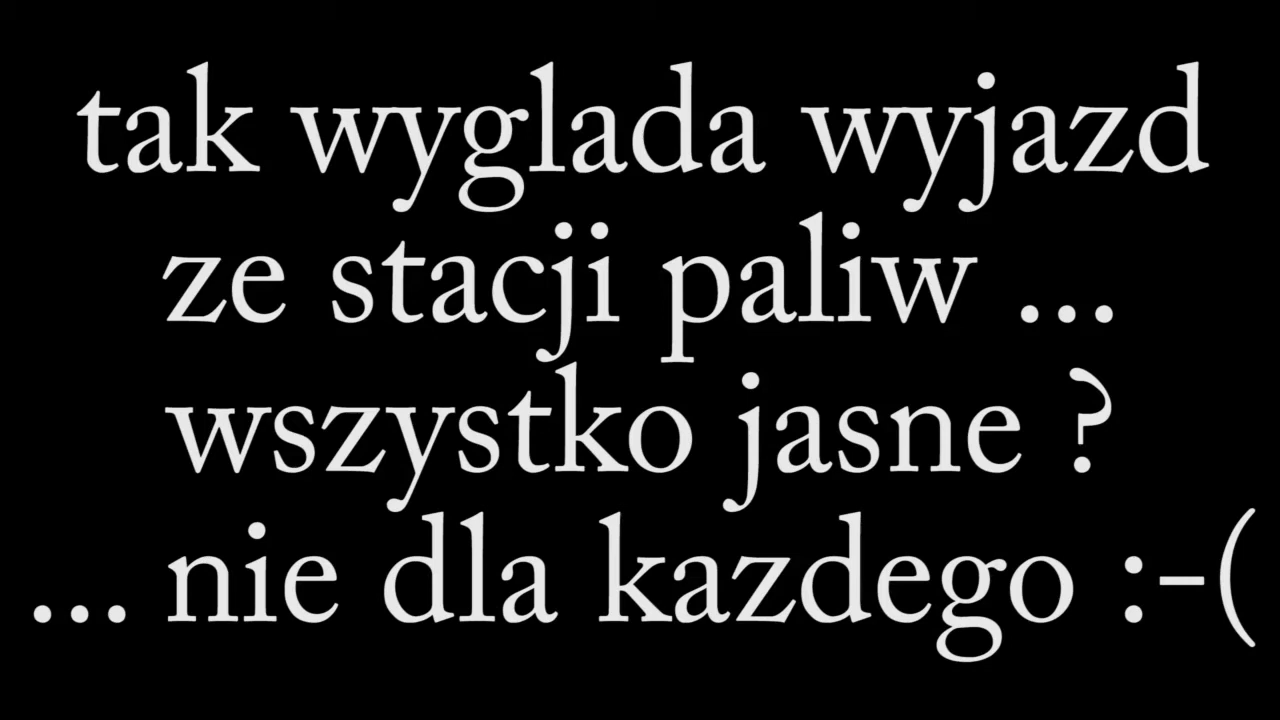 tak wyglada wyjazd
ze stacji paliw ...
wszystko jasne ?
... nie dla kazdego :-(